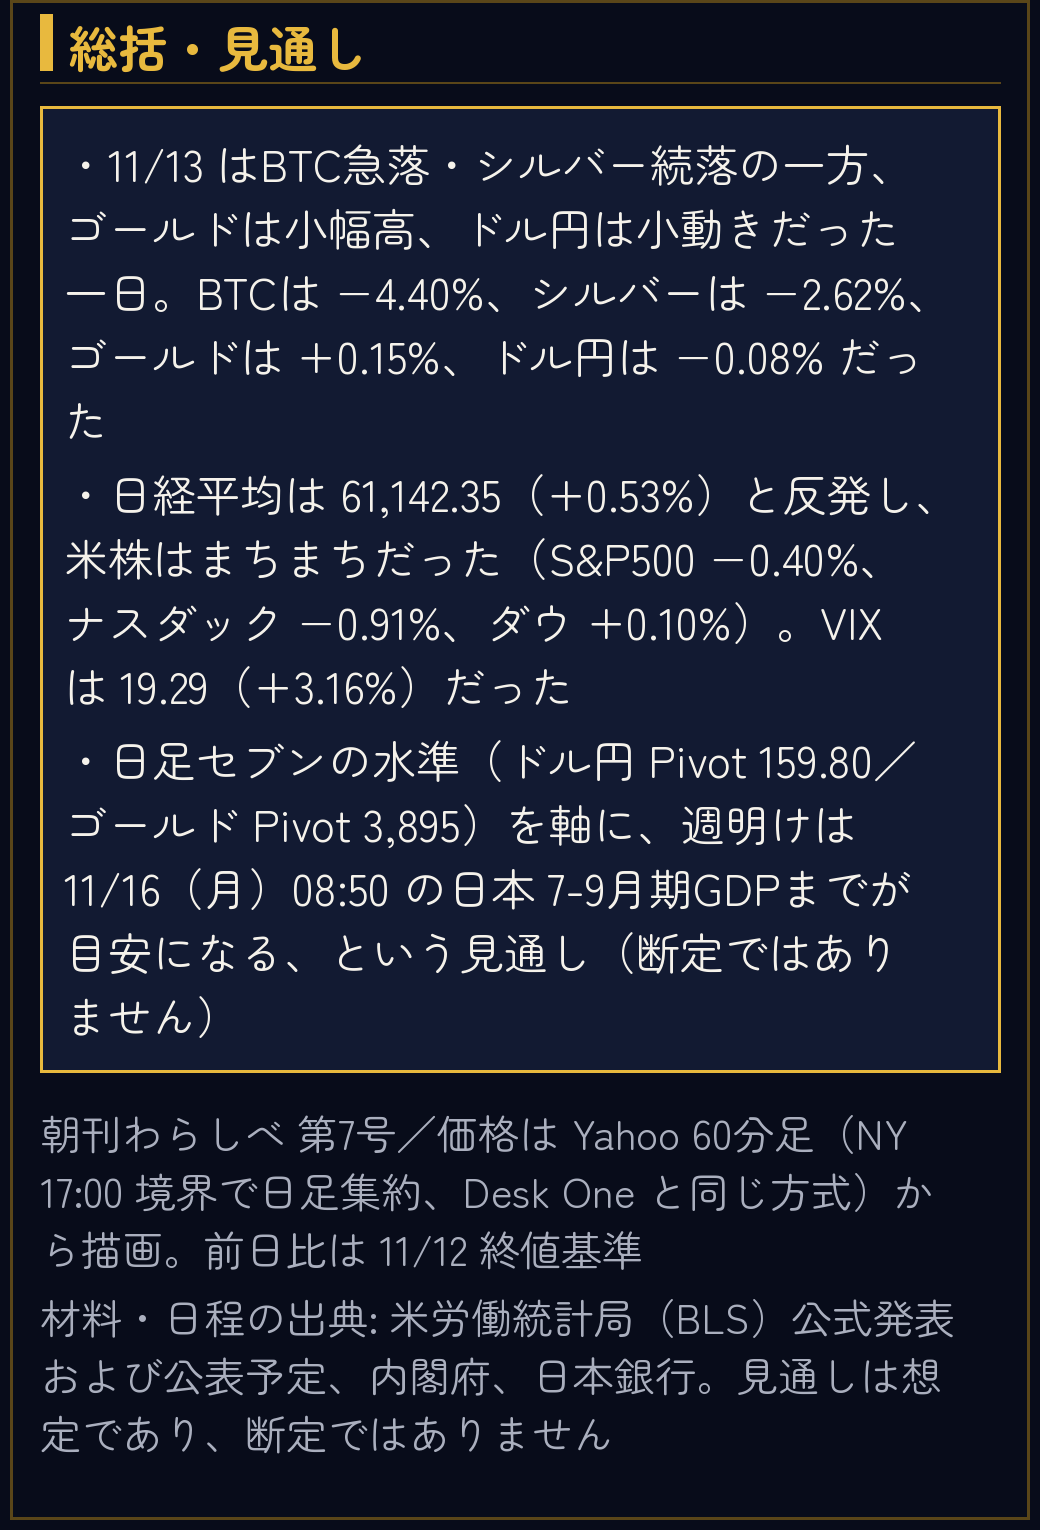 総括・見通し
・11/13 はBTC急落・シルバー続落の一方、
ゴールドは小幅高、ドル円は小動きだった
一日。BTCは −4.40%、シルバーは −2.62%、
ゴールドは +0.15%、ドル円は −0.08% だっ
た
・日経平均は 61,142.35（+0.53%）と反発し、
米株はまちまちだった（S&P500 −0.40%、
ナスダック −0.91%、ダウ +0.10%）。VIX
は 19.29（+3.16%）だった
・日足セブンの水準（ドル円 Pivot 159.80／
ゴールド Pivot 3,895）を軸に、週明けは
11/16（月）08:50 の日本 7-9月期GDPまでが
目安になる、という見通し（断定ではあり
ません）
朝刊わらしべ 第7号／価格は Yahoo 60分足（NY
17:00 境界で日足集約、Desk One と同じ方式）か
ら描画。前日比は 11/12 終値基準
材料・日程の出典: 米労働統計局（BLS）公式発表
および公表予定、内閣府、日本銀行。見通しは想
定であり、断定ではありません